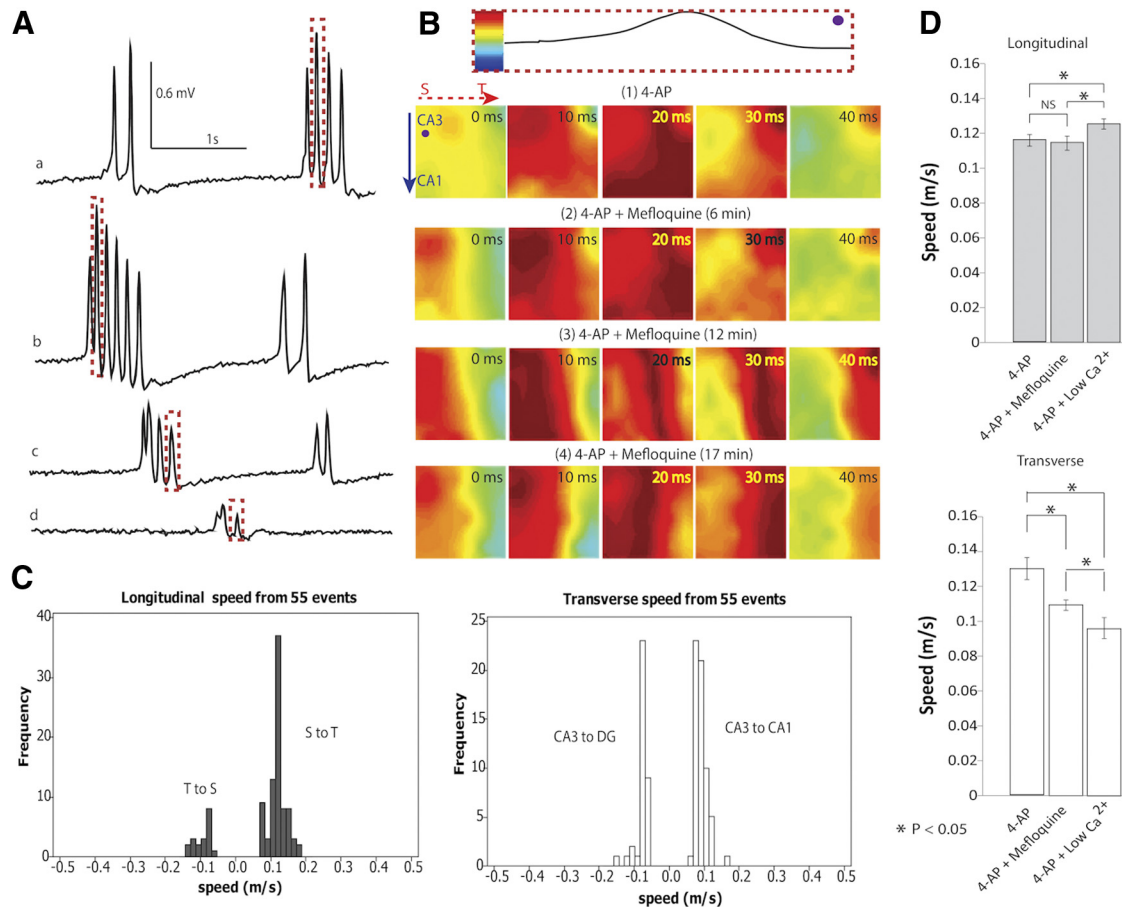 A
0.6 mV
1s
a
b
c
d
B
S T
(1) 4-AP
CA3
CA1
0 ms 10 ms 20 ms 30 ms 40 ms
(2) 4-AP + Mefloquine (6 min)
0 ms 10 ms 20 ms 30 ms 40 ms
(3) 4-AP + Mefloquine (12 min)
0 ms 10 ms 20 ms 30 ms 40 ms
(4) 4-AP + Mefloquine (17 min)
0 ms 10 ms 20 ms 30 ms 40 ms
C
Longitudinal speed from 55 events
Frequency
40
30
20
10
0
T to S
S to T
-0.5 -0.4 -0.3 -0.2 -0.1 0.0 0.1 0.2 0.3 0.4 0.5
speed (m/s)
Transverse speed from 55 events
Frequency
25
20
15
10
5
0
CA3 to DG
CA3 to CA1
-0.5 -0.4 -0.3 -0.2 -0.1 0.0 0.1 0.2 0.3 0.4 0.5
speed (m/s)
D
Longitudinal
Speed (m/s)
0.16
0.14
0.12
0.1
0.08
0.06
0.04
0.02
0
*
NS
*
4-AP
4-AP + Mefloquine
4-AP + Low Ca 2+
Transverse
Speed (m/s)
0.16
0.14
0.12
0.1
0.08
0.06
0.04
0.02
0
*
*
*
4-AP
4-AP + Mefloquine
4-AP + Low Ca 2+
* P < 0.05